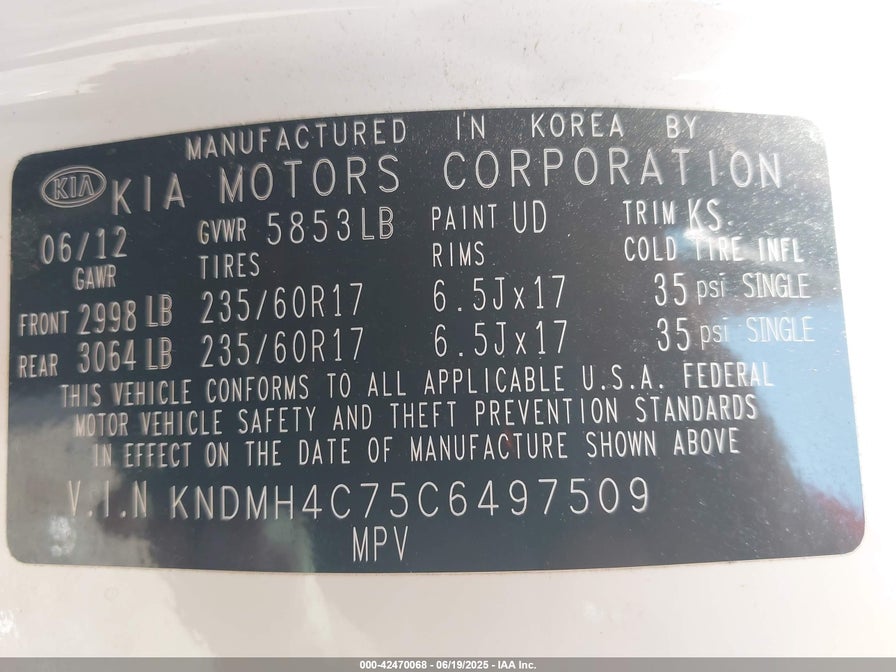 MANUFACTURED IN KOREA BY
KIA KIA MOTORS CORPORATION
06/12 GVWR 5853LB PAINT UD TRIM KS
GAWR TIRES RIMS COLD TIRE INFL
FRONT 2998 LB 235/60R17 6.5Jx17 35 psi SINGLE
REAR 3064 LB 235/60R17 6.5Jx17 35 psi SINGLE
THIS VEHICLE CONFORMS TO ALL APPLICABLE U.S.A. FEDERAL
MOTOR VEHICLE SAFETY AND THEFT PREVENTION STANDARDS
IN EFFECT ON THE DATE OF MANUFACTURE SHOWN ABOVE
V.I.N KNDMH4C75C6497509
MPV
000-42470068 - 06/19/2025 - IAA Inc.